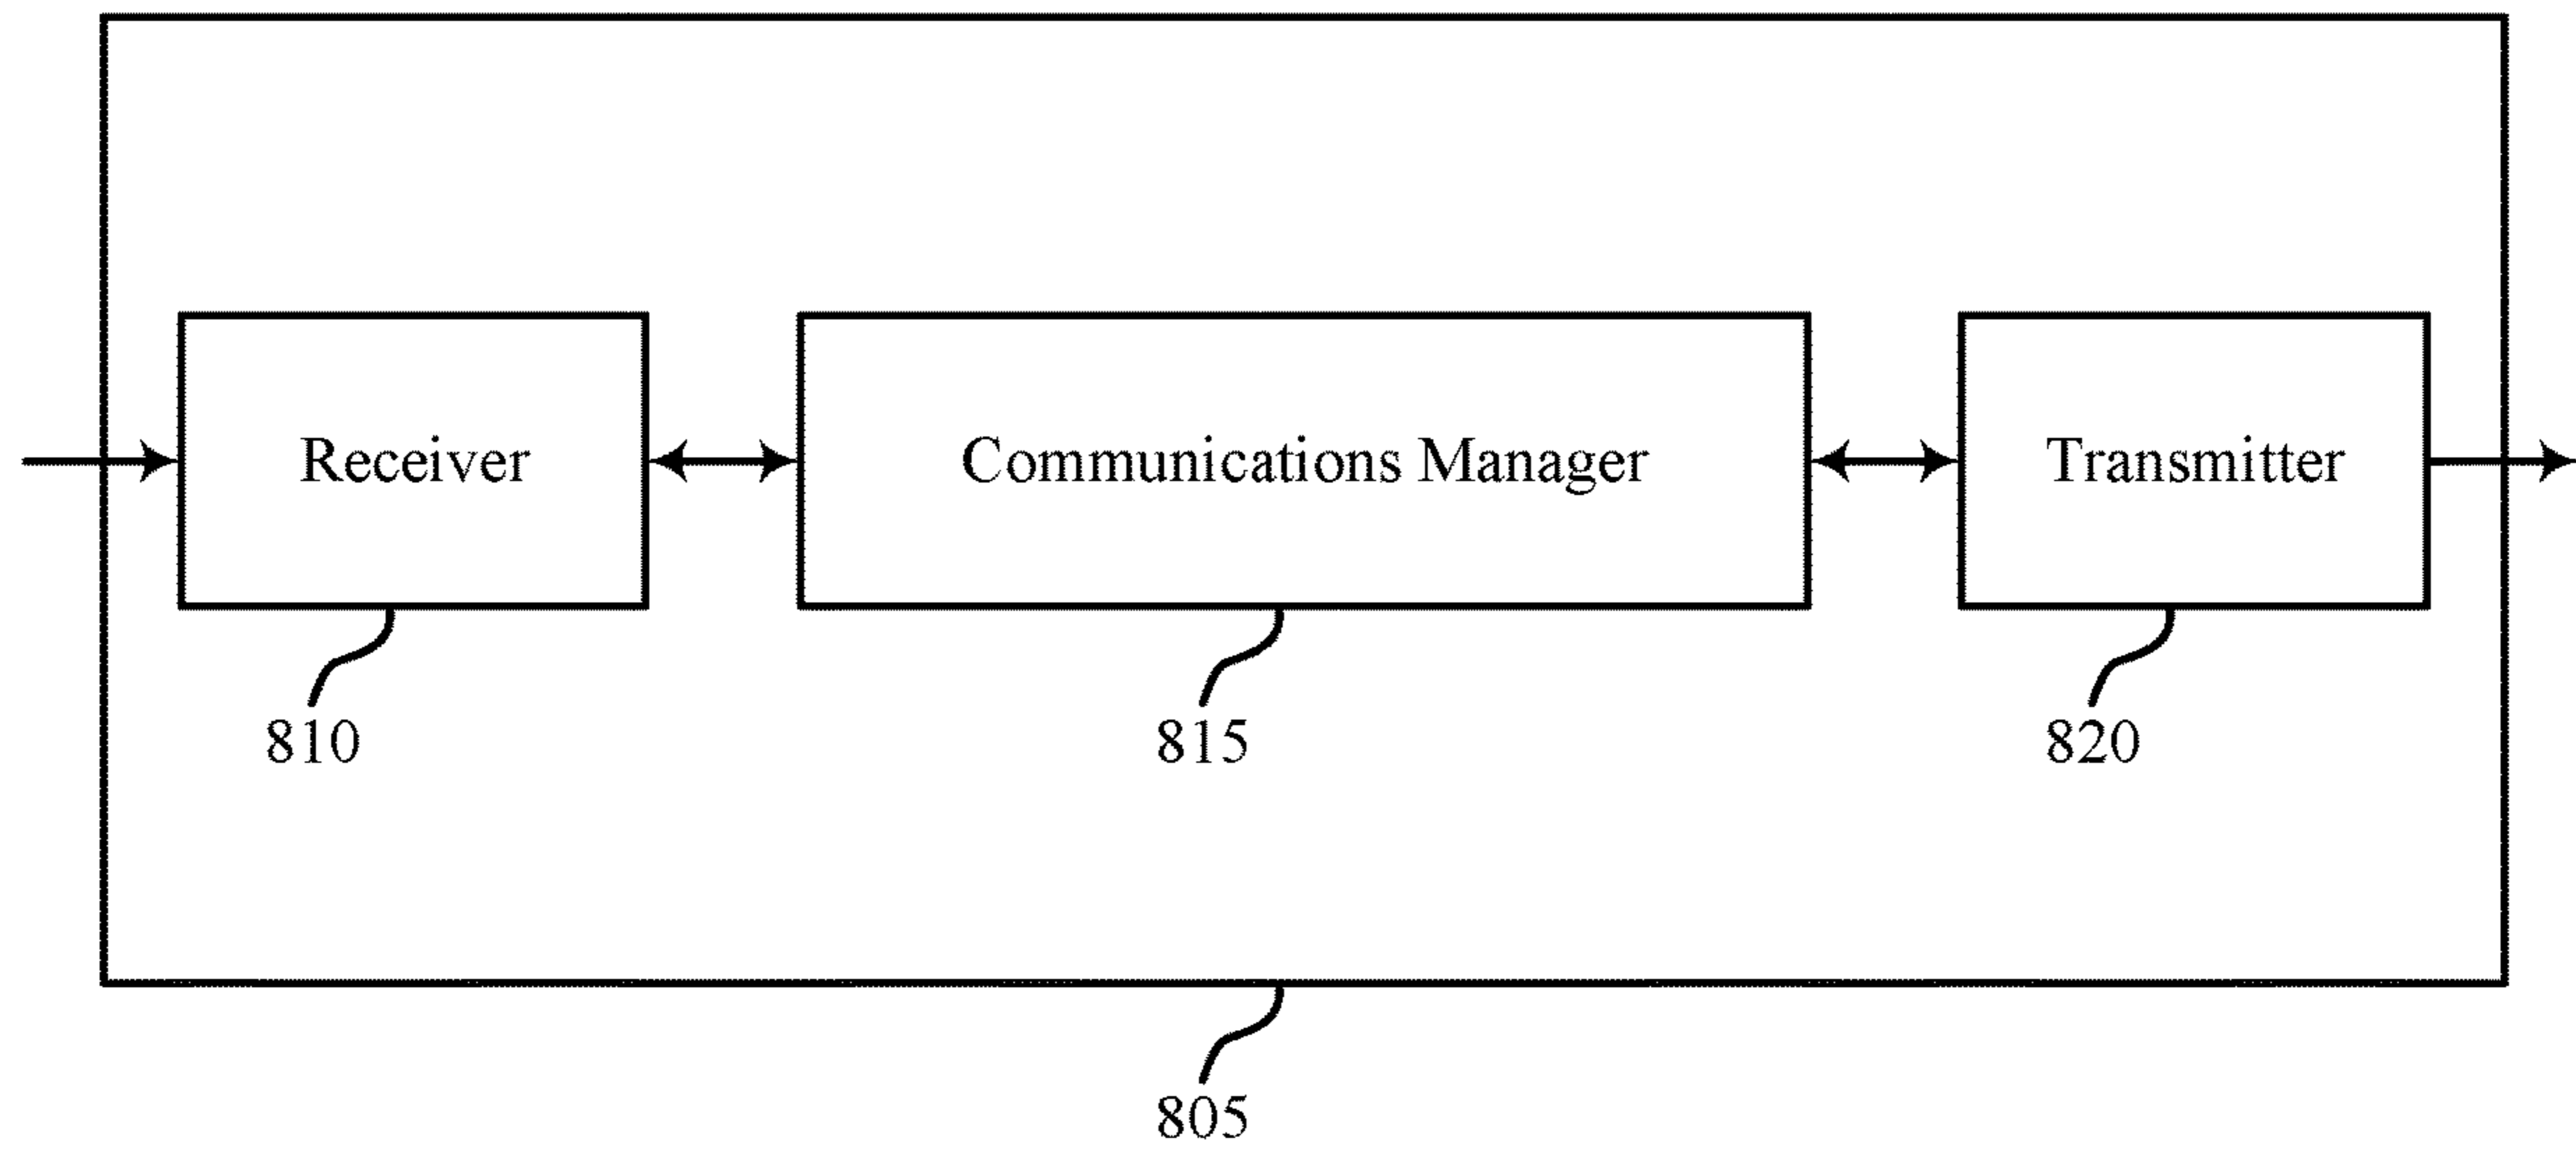 Receiver
Communications Manager
Transmitter
810
815
820
805